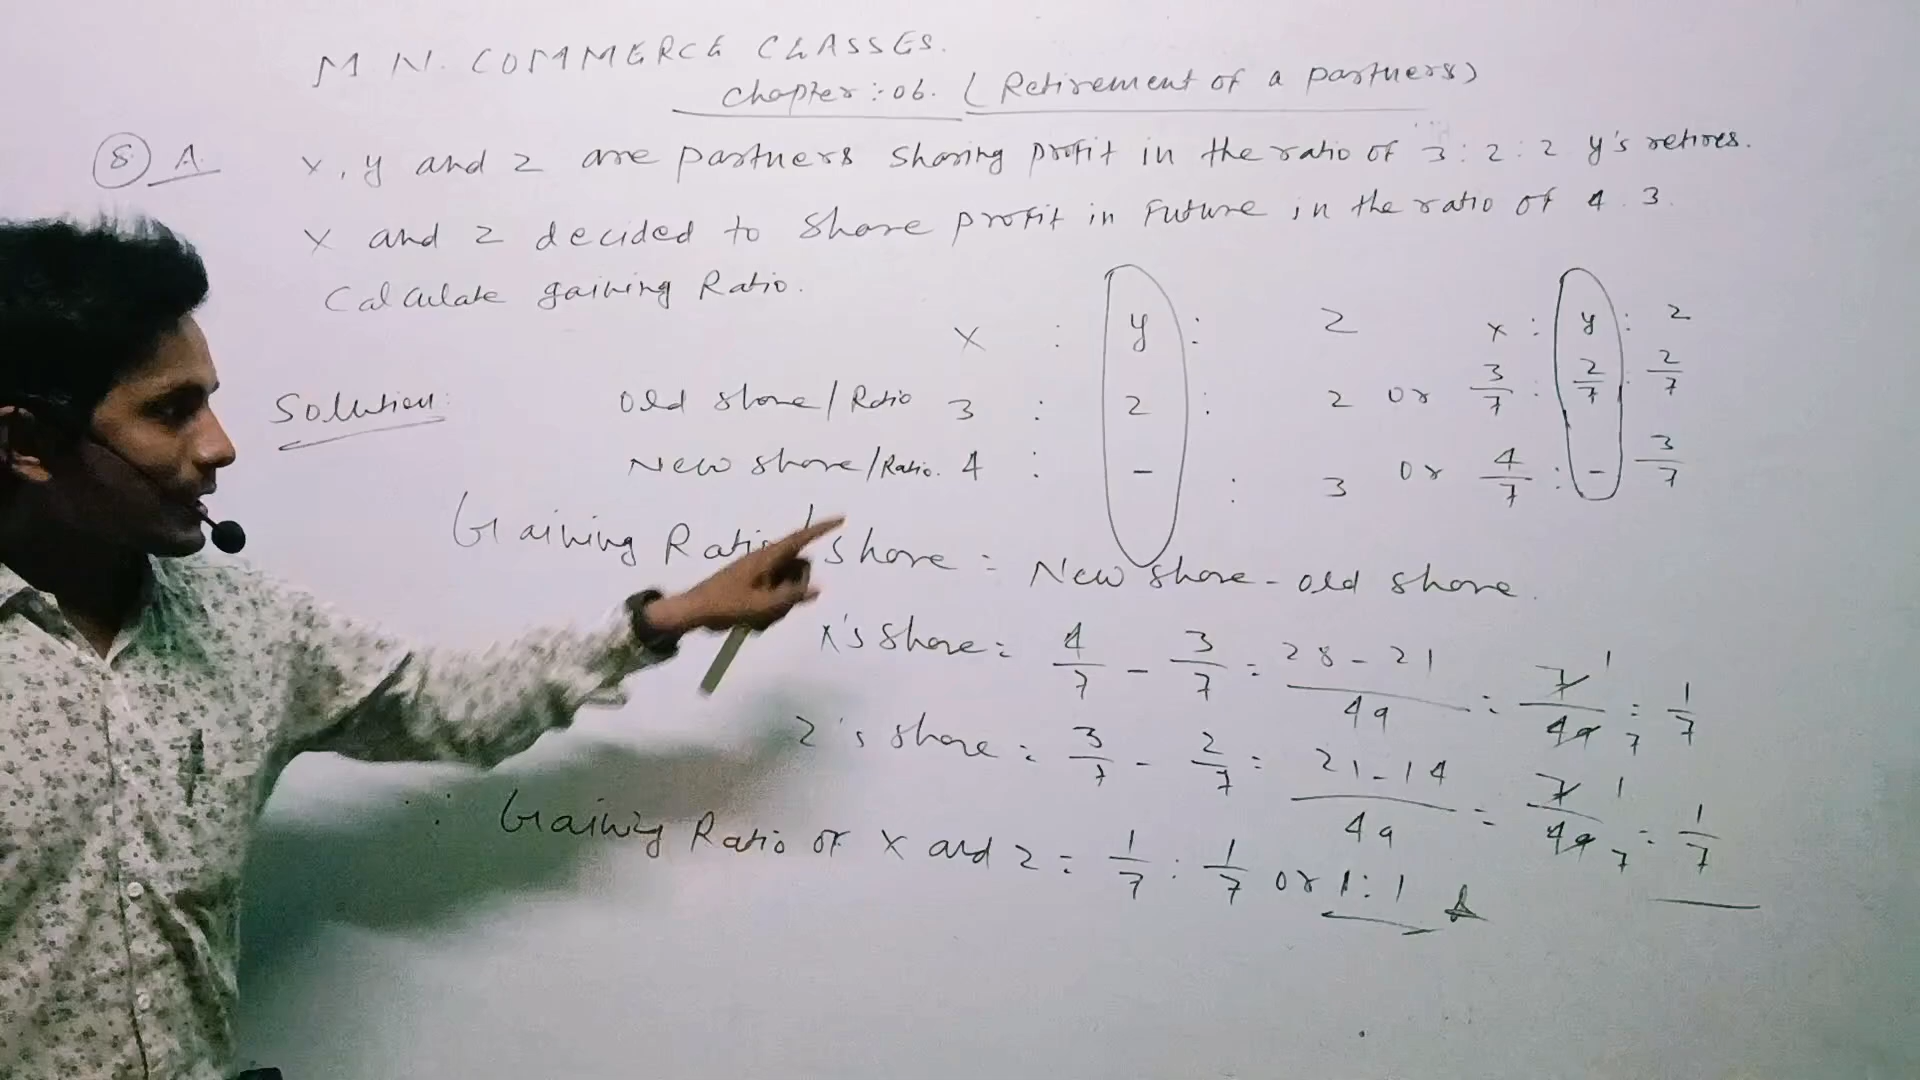 M N. COMMERCE CLASSES.
Chapter :- 06. (Retirement of a partners)
8 A X, y and z are partners sharing profit in the ratio of 3 : 2 : 2 y's retires.
X and z decided to share profit in future in the ratio of 4 : 3.
Calculate gaining Ratio.
X : y : z x : y : z
Solution: Old share/Ratio 3 : 2 : 2 or 3/7 : 2/7 : 2/7
New share/Ratio. 4 : - : 3 or 4/7 : - 3/7
Gaining Ratio/share = New share - old share.
X's share = 4/7 - 3/7 = 28-21/49 = 7/49 = 1/7
z's share = 3/7 - 2/7 = 21-14/49 = 7/49 = 1/7
∴ Gaining Ratio of X and z = 1/7 : 1/7 or 1 : 1